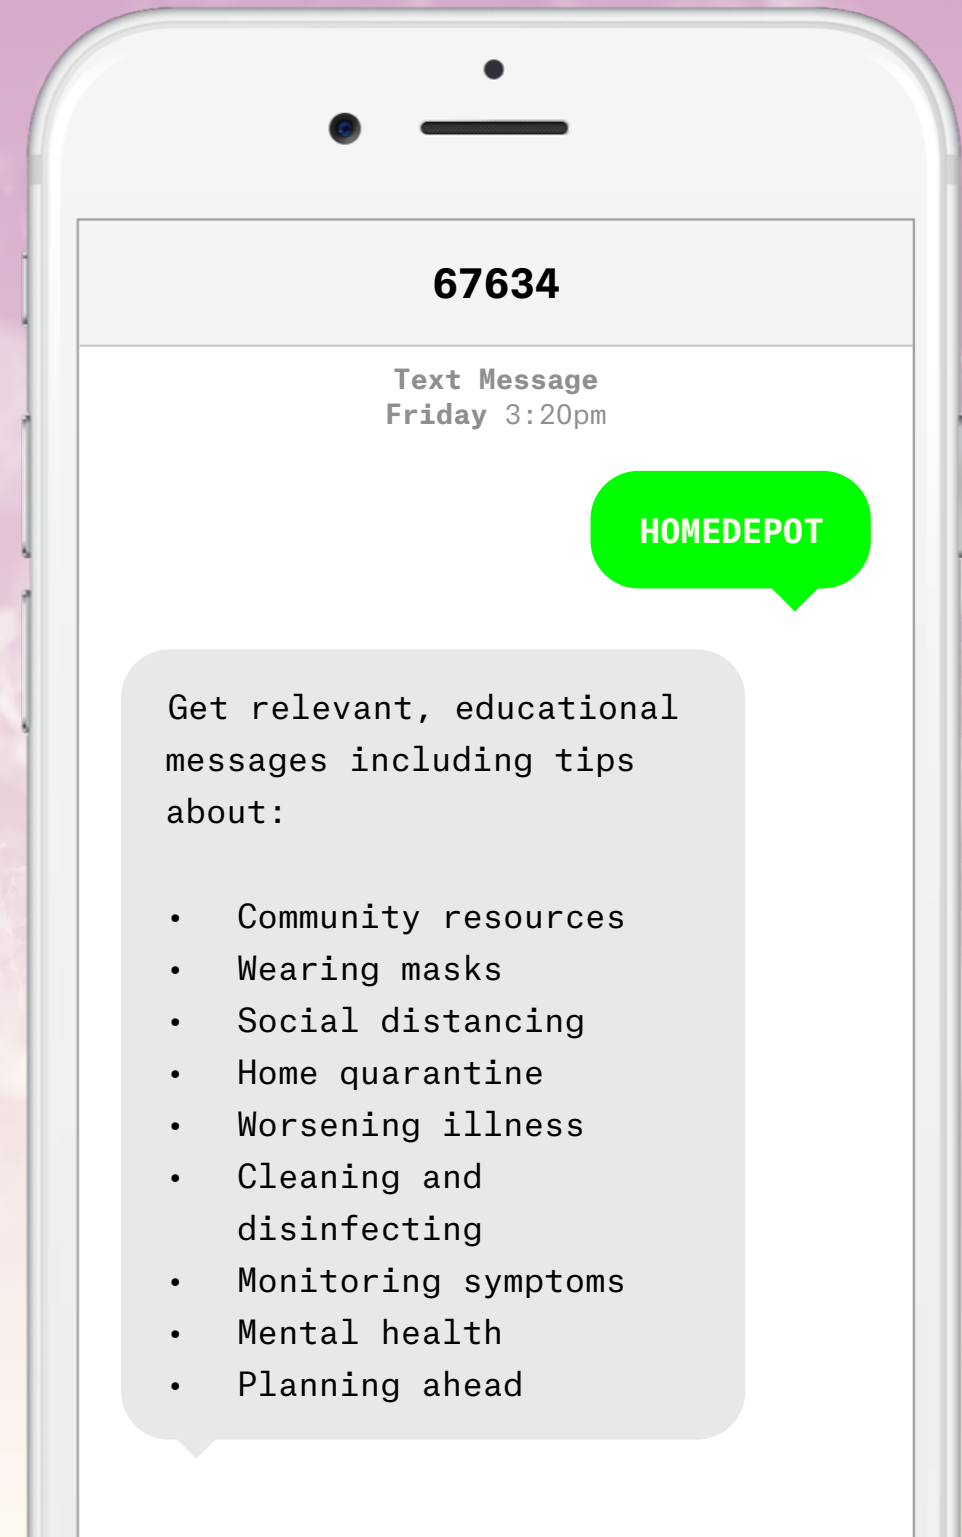 67634
Text Message
Friday 3:20pm
HOMEDEPOT
Get relevant, educational
messages including tips
about:
• Community resources
• Wearing masks
• Social distancing
• Home quarantine
• Worsening illness
• Cleaning and
disinfecting
• Monitoring symptoms
• Mental health
• Planning ahead